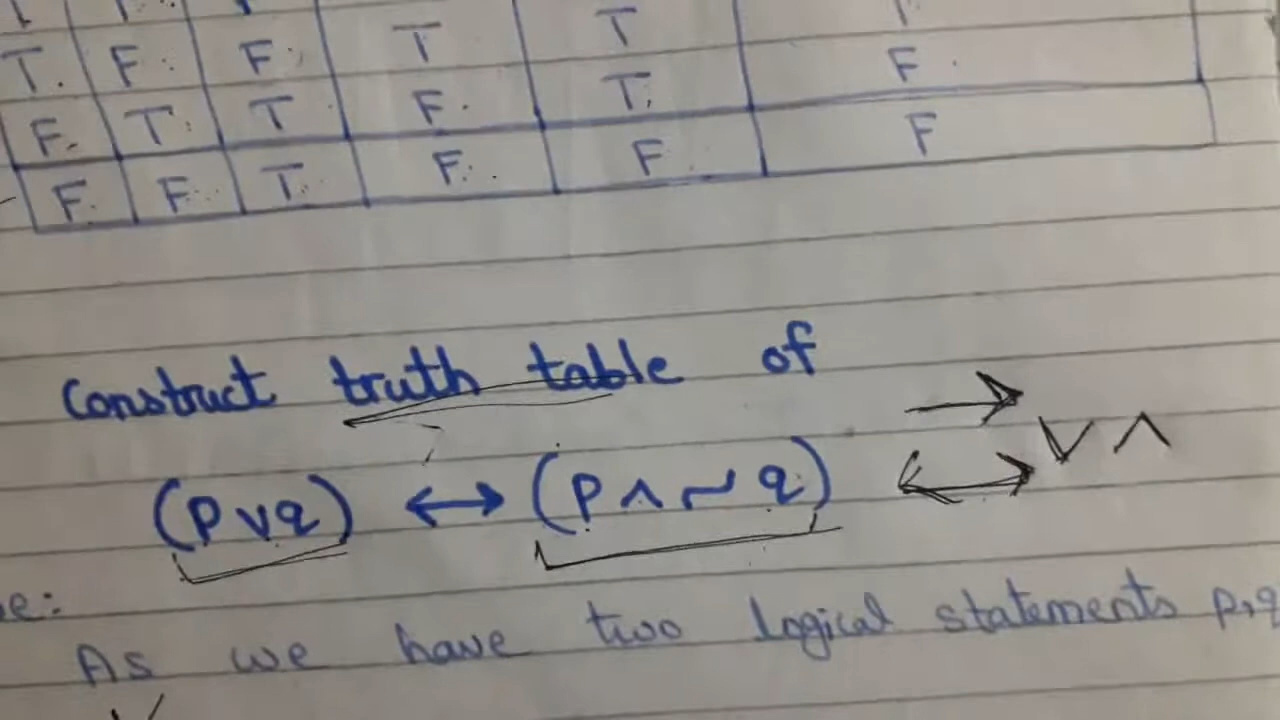 T. F. F. T T
F. T. T F. T. F.
F. F. T. F. F F
Construct truth table of
→
(p ∨ q) ↔ (p ∧ ~ q) ↔ ∨ ∧
As we have two logical statements p,q